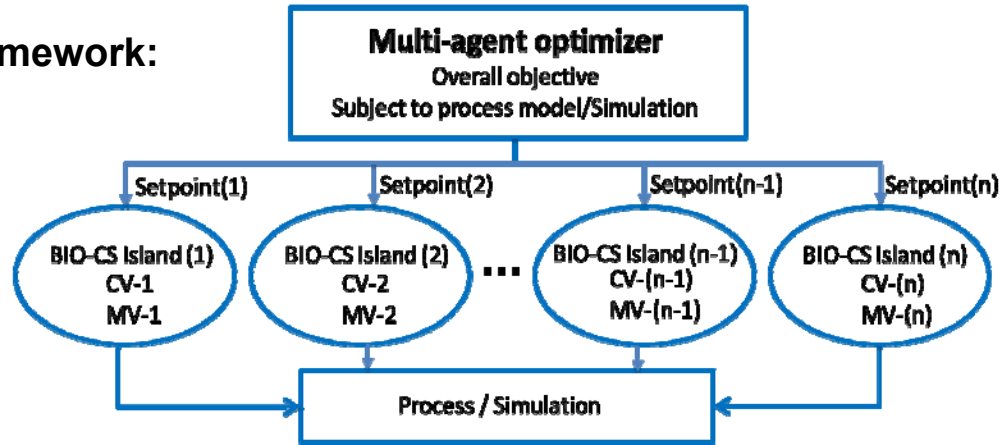 mework:
Multi-agent optimizer
Overall objective
Subject to process model/Simulation
Setpoint(1)
Setpoint(2)
Setpoint(n-1)
Setpoint(n)
BIO-CS Island (1)
CV-1
MV-1
BIO-CS Island (2)
CV-2
MV-2
...
BIO-CS Island (n-1)
CV-(n-1)
MV-(n-1)
BIO-CS Island (n)
CV-(n)
MV-(n)
Process / Simulation